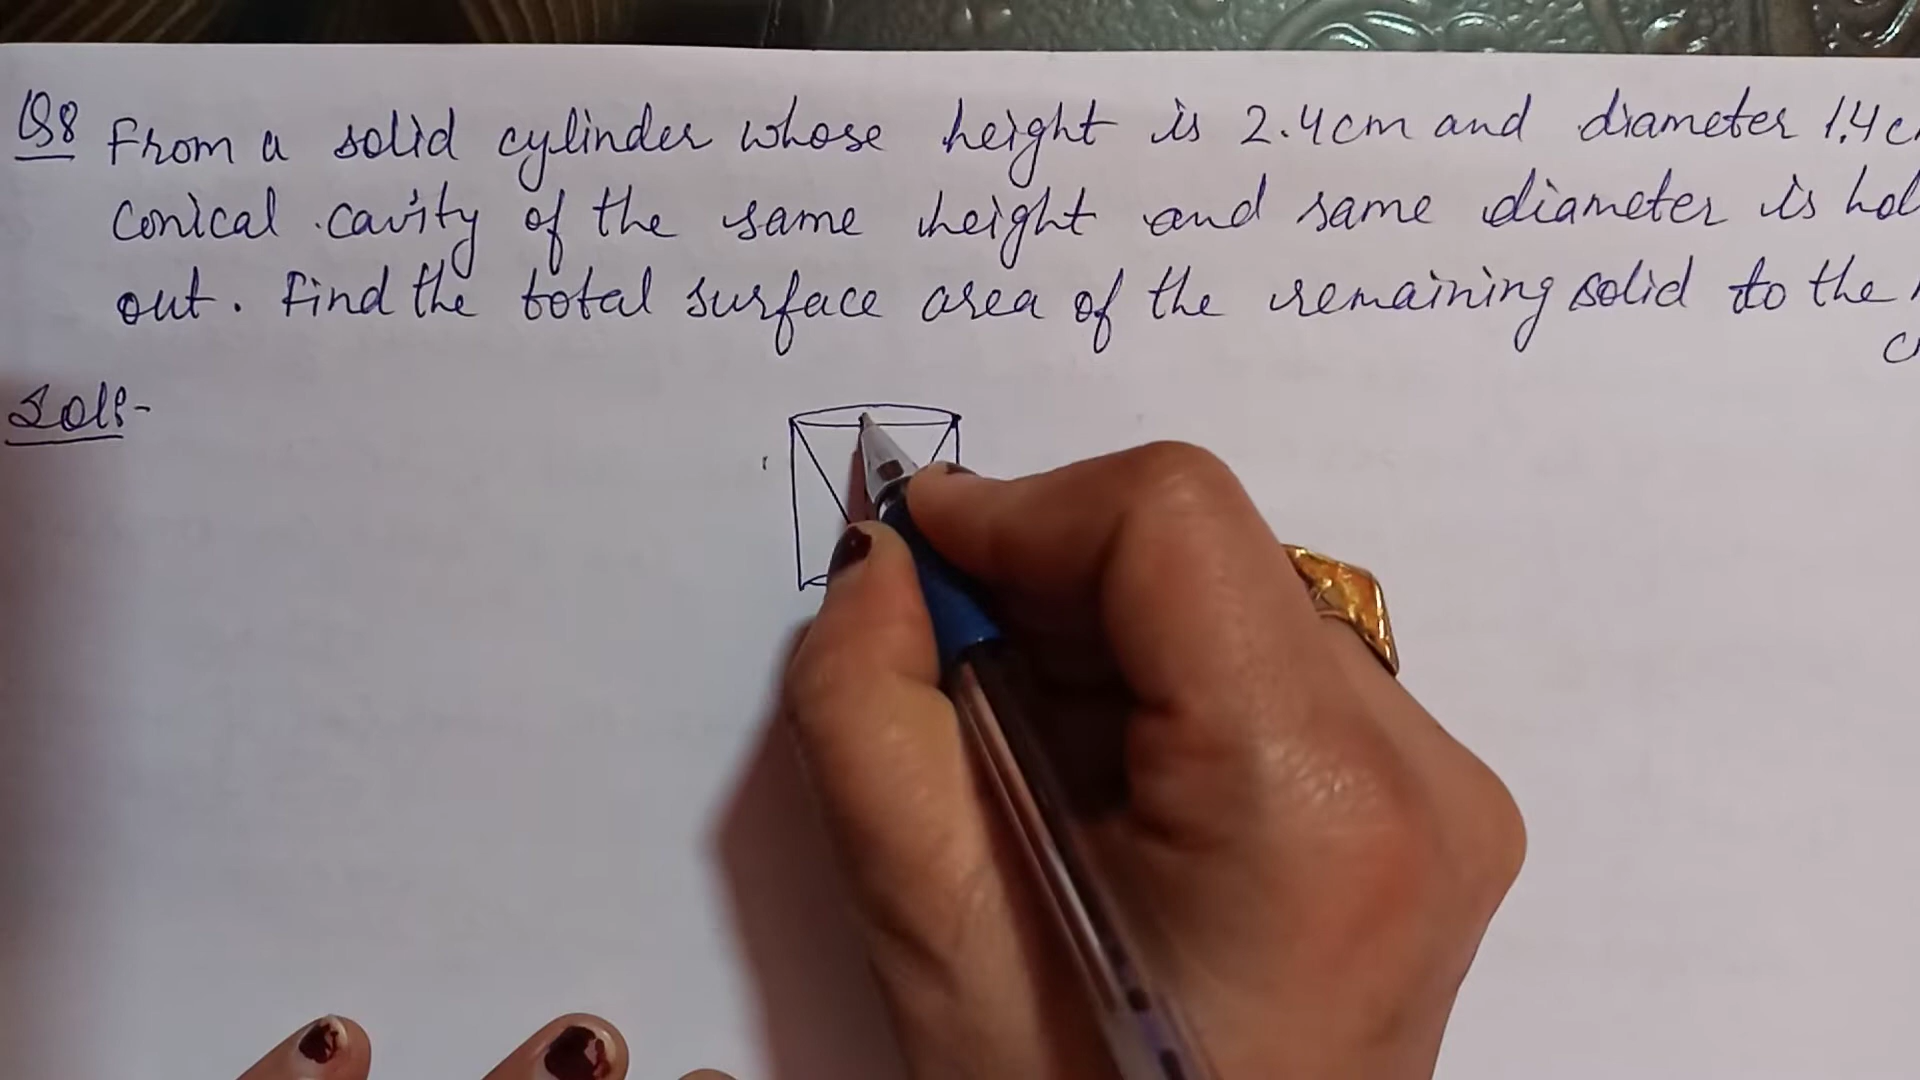 Q8 From a solid cylinder whose height is 2.4cm and diameter 1.4c
conical cavity of the same height and same diameter is hol
out. Find the total surface area of the remaining solid to the
Sol:-